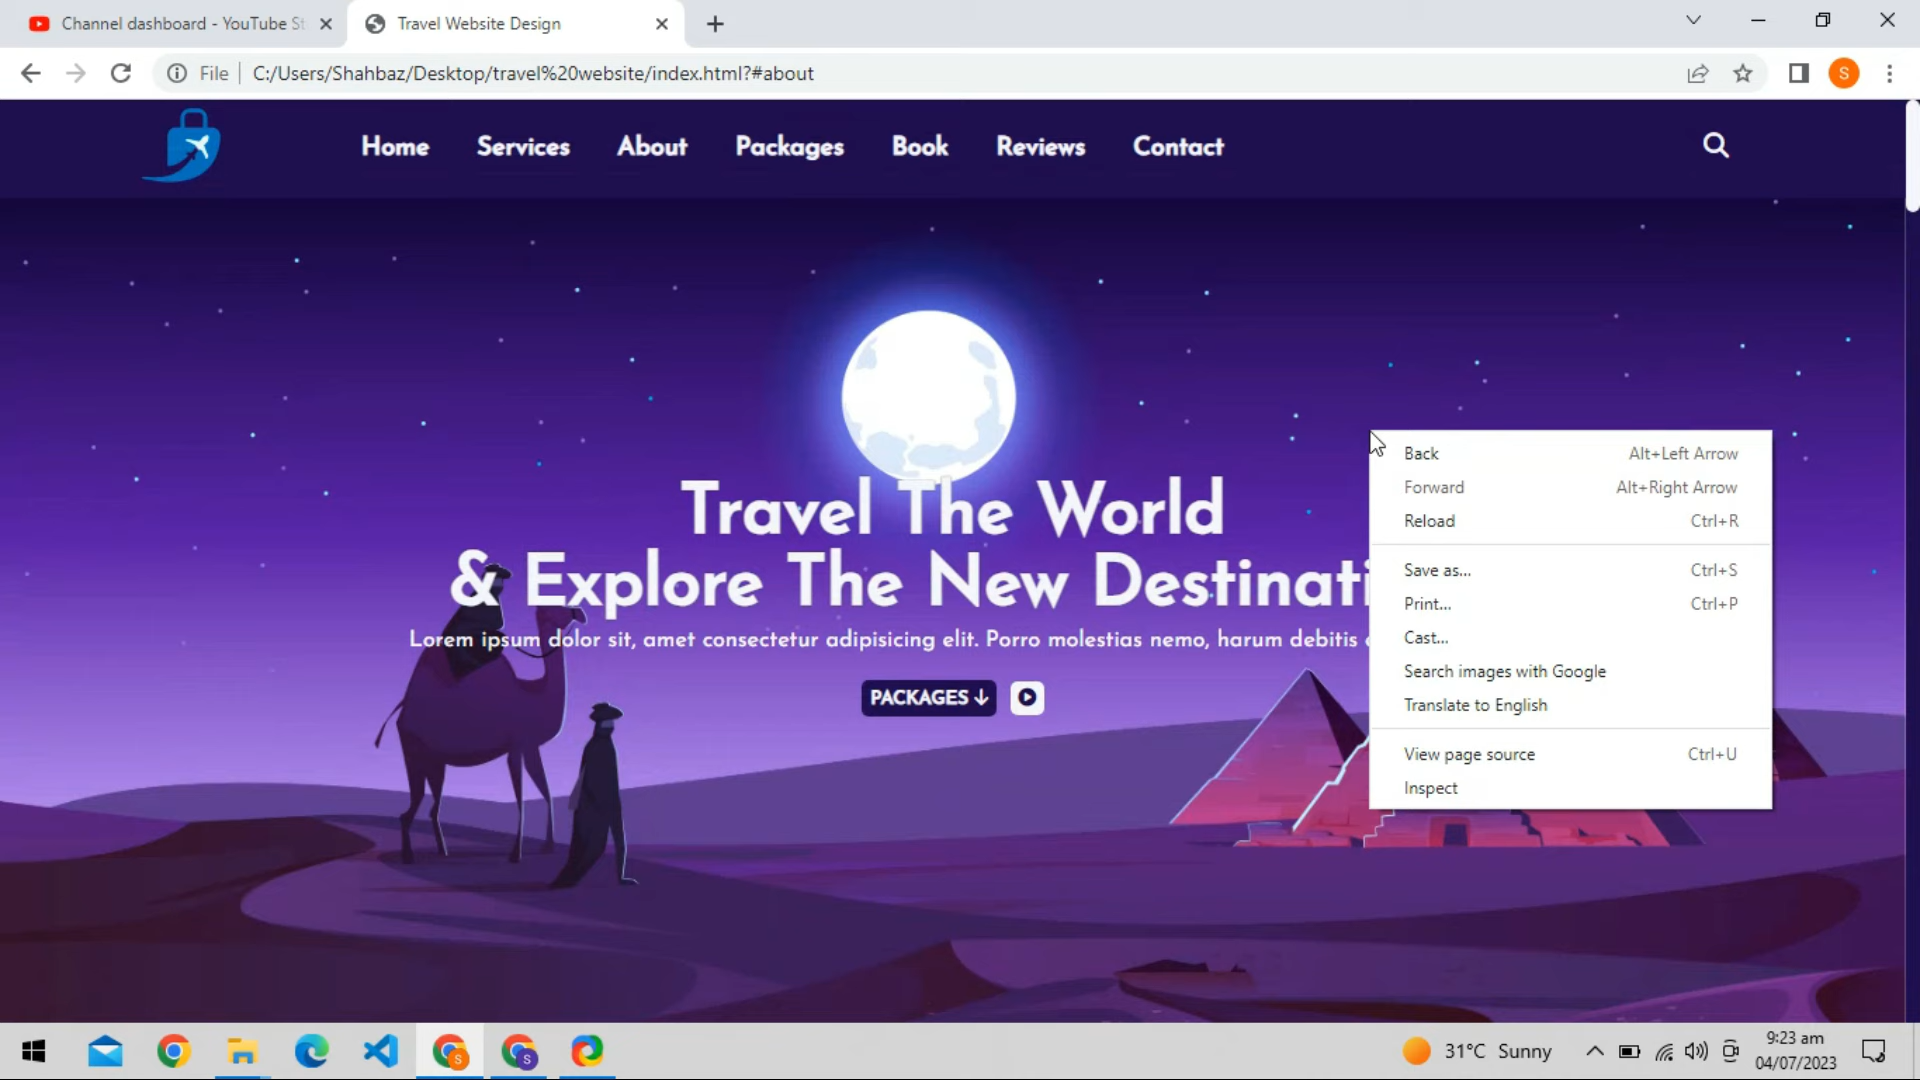 Channel dashboard - YouTube St
Travel Website Design
File
C:/Users/Shahbaz/Desktop/travel%20website/index.html?#about
S
Home
Services
About
Packages
Book
Reviews
Contact
Travel The World
& Explore The New Destinati
Lorem ipsum dolor sit, amet consectetur adipisicing elit. Porro molestias nemo, harum debitis
PACKAGES
Back Alt+Left Arrow
Forward Alt+Right Arrow
Reload Ctrl+R
Save as... Ctrl+S
Print... Ctrl+P
Cast...
Search images with Google
Translate to English
View page source Ctrl+U
Inspect
S
S
31°C Sunny
9:23 am
04/07/2023